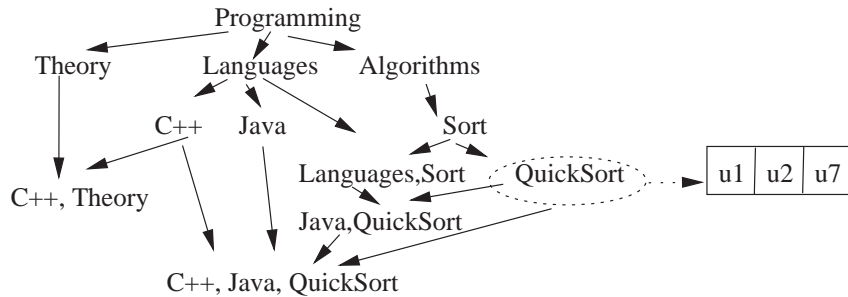 Programming
Theory Languages Algorithms
C++ Java Sort
Languages,Sort QuickSort u1 u2 u7
C++, Theory
Java,QuickSort
C++, Java, QuickSort